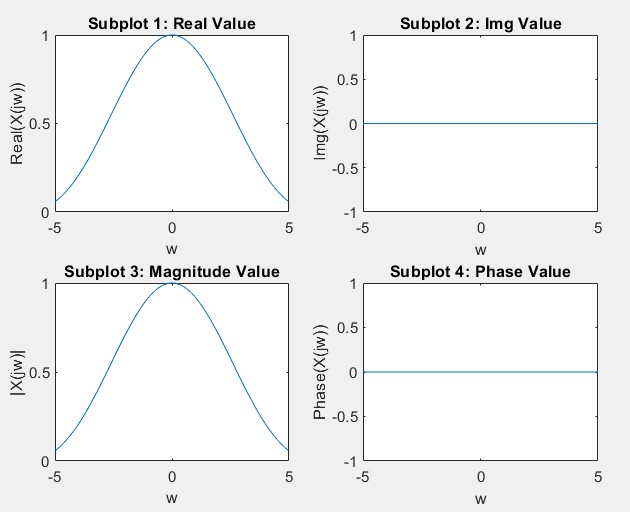 Subplot 1: Real Value
Real(X(jw))
1
0.5
0
-5
0
5
w
Subplot 2: Img Value
Img(X(jw))
1
0.5
0
-0.5
-1
-5
0
5
w
Subplot 3: Magnitude Value
|X(jw)|
1
0.5
0
-5
0
5
w
Subplot 4: Phase Value
Phase(X(jw))
1
0.5
0
-0.5
-1
-5
0
5
w